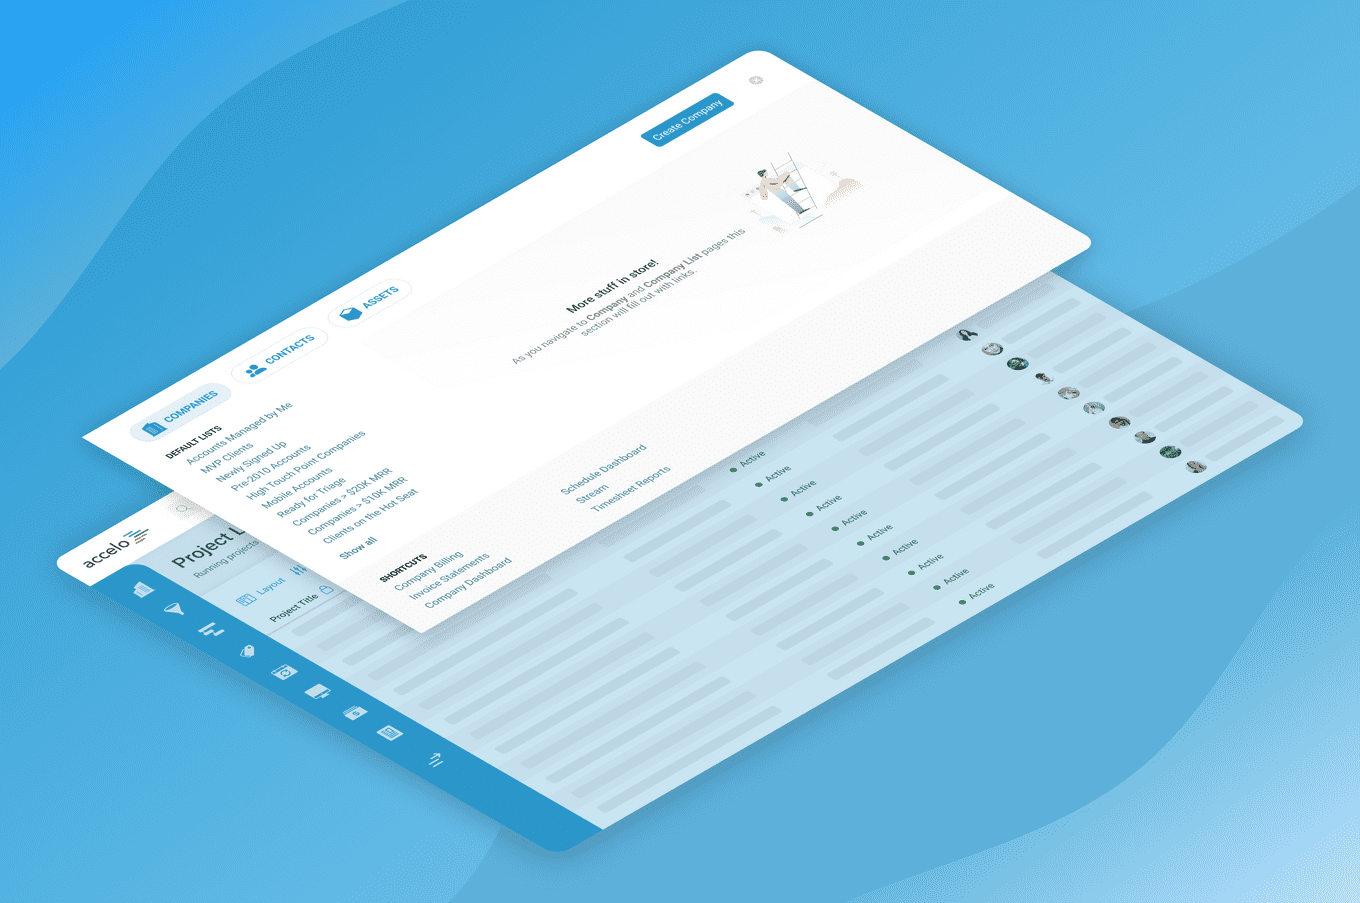 Create Company
COMPANIES
CONTACTS
ASSETS
DEFAULT LISTS
Accounts Managed by Me
MVP Clients
Newly Signed Up
Pre-2010 Accounts
High Touch Point Companies
Mobile Accounts
Ready for Triage
Companies > $20K MRR
Companies > $10K MRR
Clients on the Hot Seat
Show all
More stuff in store!
As you navigate to Company and Company List pages this
section will fill out with links.
SHORTCUTS
Company Billing
Invoice Statements
Company Dashboard
Schedule Dashboard
Stream
Timesheet Reports
accelo
Project L
Running projects
Layout
Project Title
Active
Active
Active
Active
Active
Active
Active
Active
Active
Active